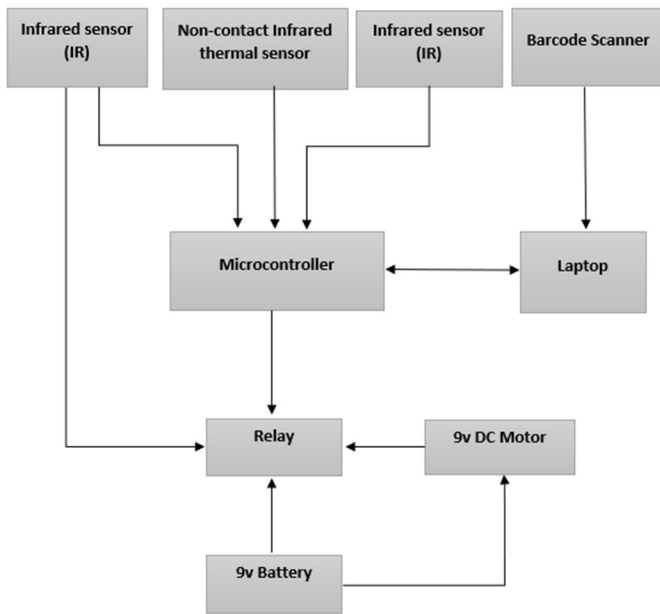 Infrared sensor
(IR)
Non-contact Infrared
thermal sensor
Infrared sensor
(IR)
Barcode Scanner
Microcontroller
Laptop
Relay
9v DC Motor
9v Battery